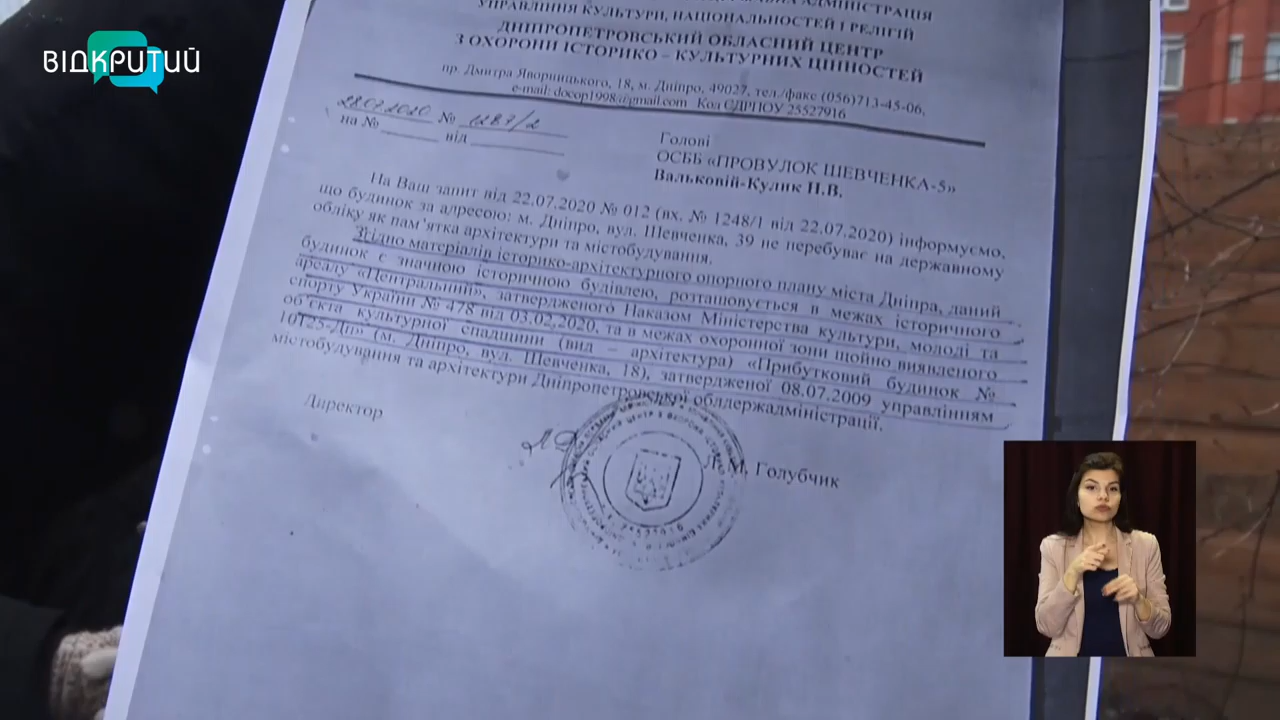 ВІДКРИТИЙ
АДМІНІСТРАЦІЯ
УПРАВЛІННЯ КУЛЬТУРИ, НАЦІОНАЛЬНОСТЕЙ І РЕЛІГІЙ
ДНІПРОПЕТРОВСЬКИЙ ОБЛАСНИЙ ЦЕНТР
З ОХОРОНИ ІСТОРИКО – КУЛЬТУРНИХ ЦІННОСТЕЙ
пр. Дмитра Яворницького, 18, м. Дніпро, 49027, тел./факс (056)713-45-06,
e-mail: docop1998@gmail.com Код ЄДРПОУ 25527916
28.07.2020 № 1287/2
на № ______ від ______
Голові
ОСББ «ПРОВУЛОК ШЕВЧЕНКА-5»
Вальковій-Кулик Н.В.
На Ваш запит від 22.07.2020 № 012 (вх. № 1248/1 від 22.07.2020) інформуємо,
що будинок за адресою: м. Дніпро, вул. Шевченка, 39 не перебуває на державному
обліку як пам’ятка архітектури та містобудування.
Згідно матеріалів історико-архітектурного опорного плану міста Дніпра, даний
будинок є значною історичною будівлею, розташовується в межах історичного
ареалу «Центральний», затвердженого Наказом Міністерства культури, молоді та
спорту України № 478 від 03.02.2020, та в межах охоронної зони щойно виявленого
об’єкта культурної спадщини (вид – архітектура) «Прибутковий будинок №
10125-Дп» (м. Дніпро, вул. Шевченка, 18), затвердженої 08.07.2009 управлінням
містобудування та архітектури Дніпропетровської облдержадміністрації.
Директор
М. Голубчик